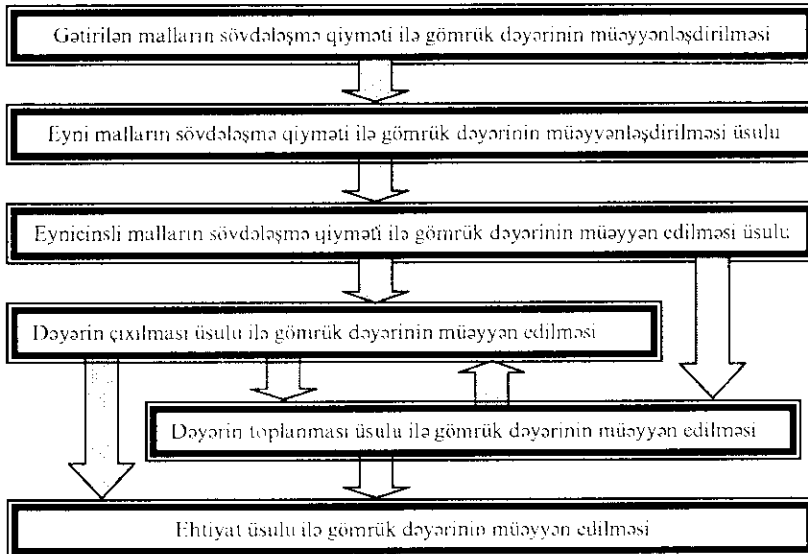 Gətirilən malların sövdələşmə qiyməti ilə gömrük dəyərinin müəyyənləşdirilməsi
Eyni malların sövdələşmə qiyməti ilə gömrük dəyərinin müəyyənləşdirilməsi üsulu
Eynicinsli malların sövdələşmə qiyməti ilə gömrük dəyərinin müəyyən edilməsi üsulu
Dəyərin çıxılması üsulu ilə gömrük dəyərinin müəyyən edilməsi
Dəyərin toplanması üsulu ilə gömrük dəyərinin müəyyən edilməsi
Ehtiyat üsulu ilə gömrük dəyərinin müəyyən edilməsi